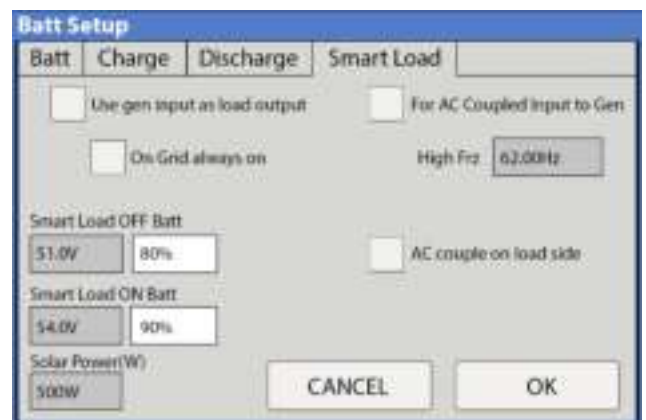 Batt Setup
Batt Charge Discharge Smart Load
Use gen input as load output For AC Coupled Input to Gen
On Grid always on High Frz 62.00Hz
Smart Load OFF Batt
51.0V 80% AC couple on load side
Smart Load ON Batt
54.0V 90%
Solar Power(W)
500W CANCEL OK